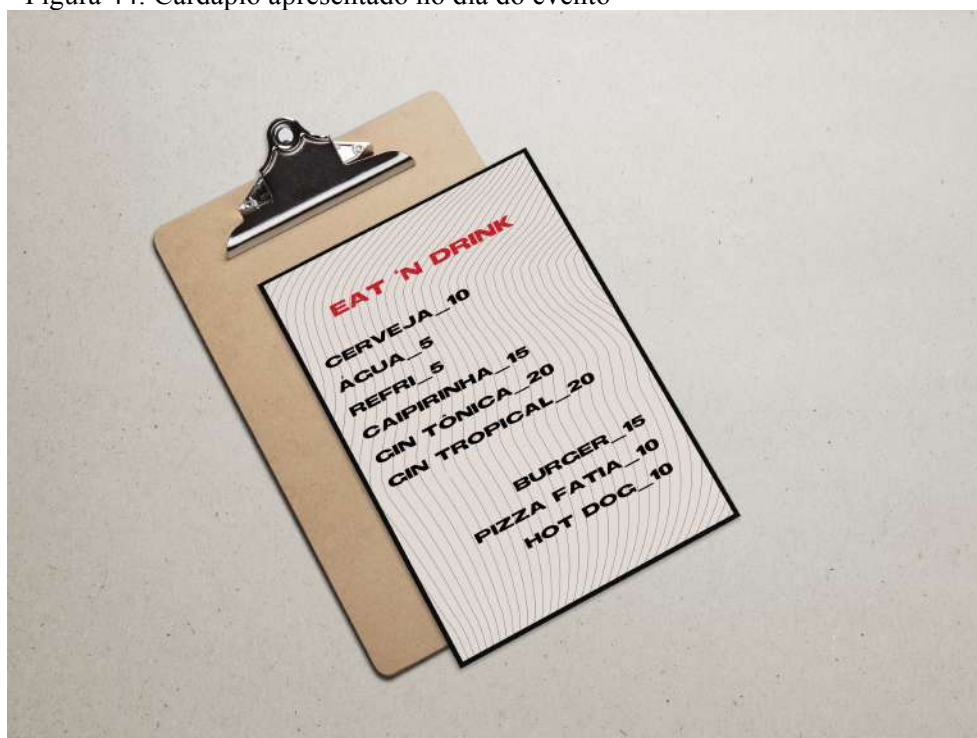 Figura 44: Cardápio apresentado no dia do evento
EAT 'N DRINK
CERVEJA_10
ÁGUA_5
REFRI_5
CAIPIRINHA_15
GIN TÔNICA_20
GIN TROPICAL_20
BURGER_15
PIZZA FATIA_10
HOT DOG_10